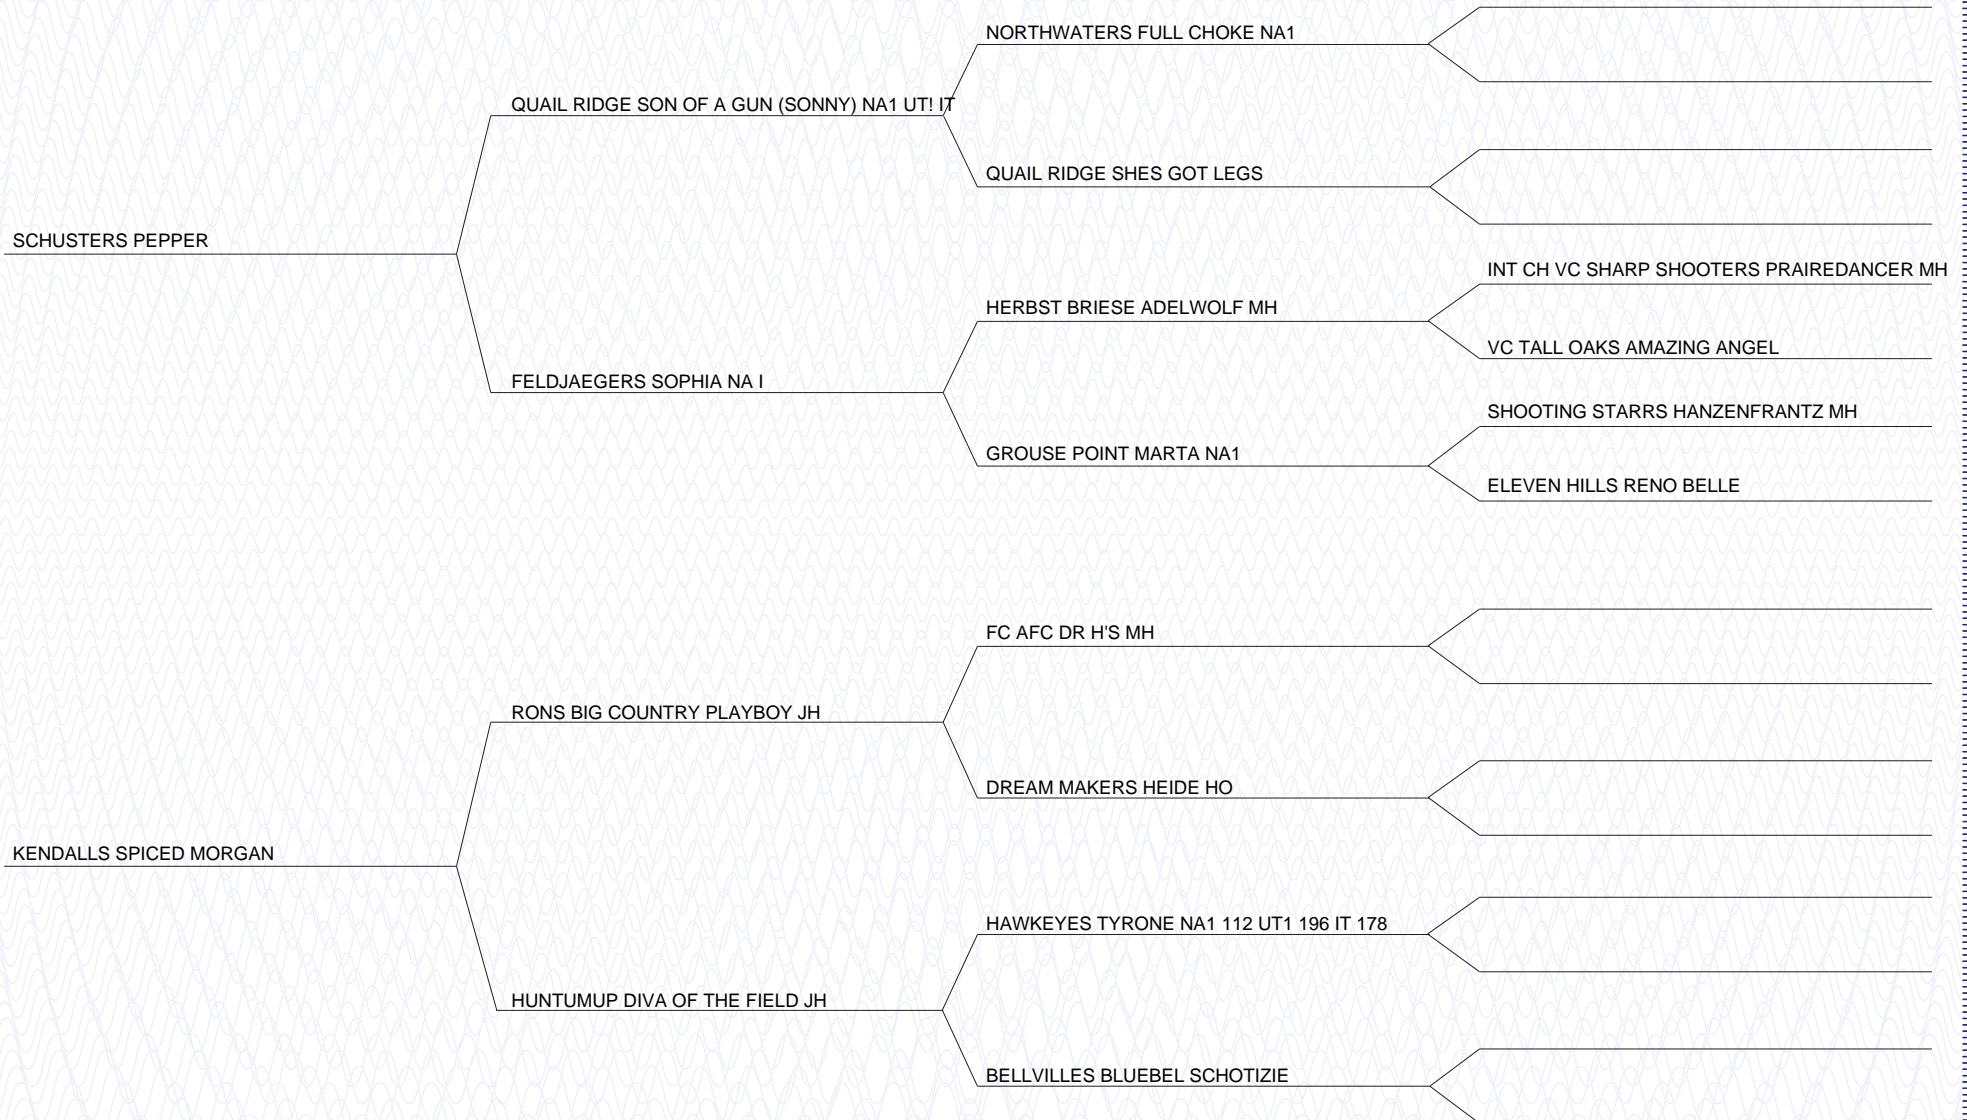 NORTHWATERS FULL CHOKE NA1
QUAIL RIDGE SON OF A GUN (SONNY) NA1 UT! IT
QUAIL RIDGE SHES GOT LEGS
SCHUSTERS PEPPER
INT CH VC SHARP SHOOTERS PRAIREDANCER MH
HERBST BRIESE ADELWOLF MH
VC TALL OAKS AMAZING ANGEL
FELDJAEGERS SOPHIA NA I
SHOOTING STARRS HANZENFRANTZ MH
GROUSE POINT MARTA NA1
ELEVEN HILLS RENO BELLE
FC AFC DR H'S MH
RONS BIG COUNTRY PLAYBOY JH
DREAM MAKERS HEIDE HO
KENDALLS SPICED MORGAN
HAWKEYES TYRONE NA1 112 UT1 196 IT 178
HUNTUMUP DIVA OF THE FIELD JH
BELLVILLES BLUEBEL SCHOTIZIE